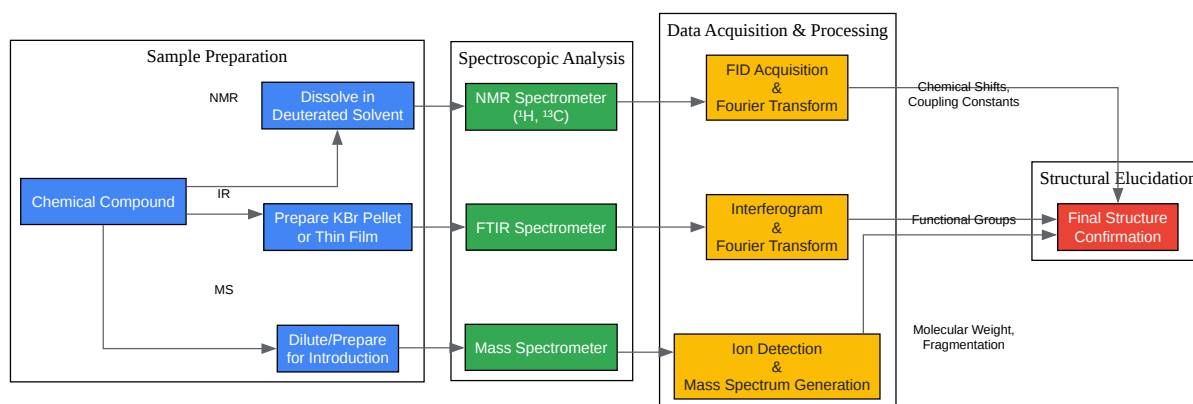 Sample Preparation
NMR
Dissolve in
Deuterated Solvent
Chemical Compound
IR
Prepare KBr Pellet
or Thin Film
MS
Dilute/Prepare
for Introduction
Spectroscopic Analysis
NMR Spectrometer
(¹H, ¹³C)
FTIR Spectrometer
Mass Spectrometer
Data Acquisition & Processing
FID Acquisition
&
Fourier Transform
Interferogram
&
Fourier Transform
Ion Detection
&
Mass Spectrum Generation
Chemical Shifts,
Coupling Constants
Functional Groups
Molecular Weight,
Fragmentation
Structural Elucidation
Final Structure
Confirmation